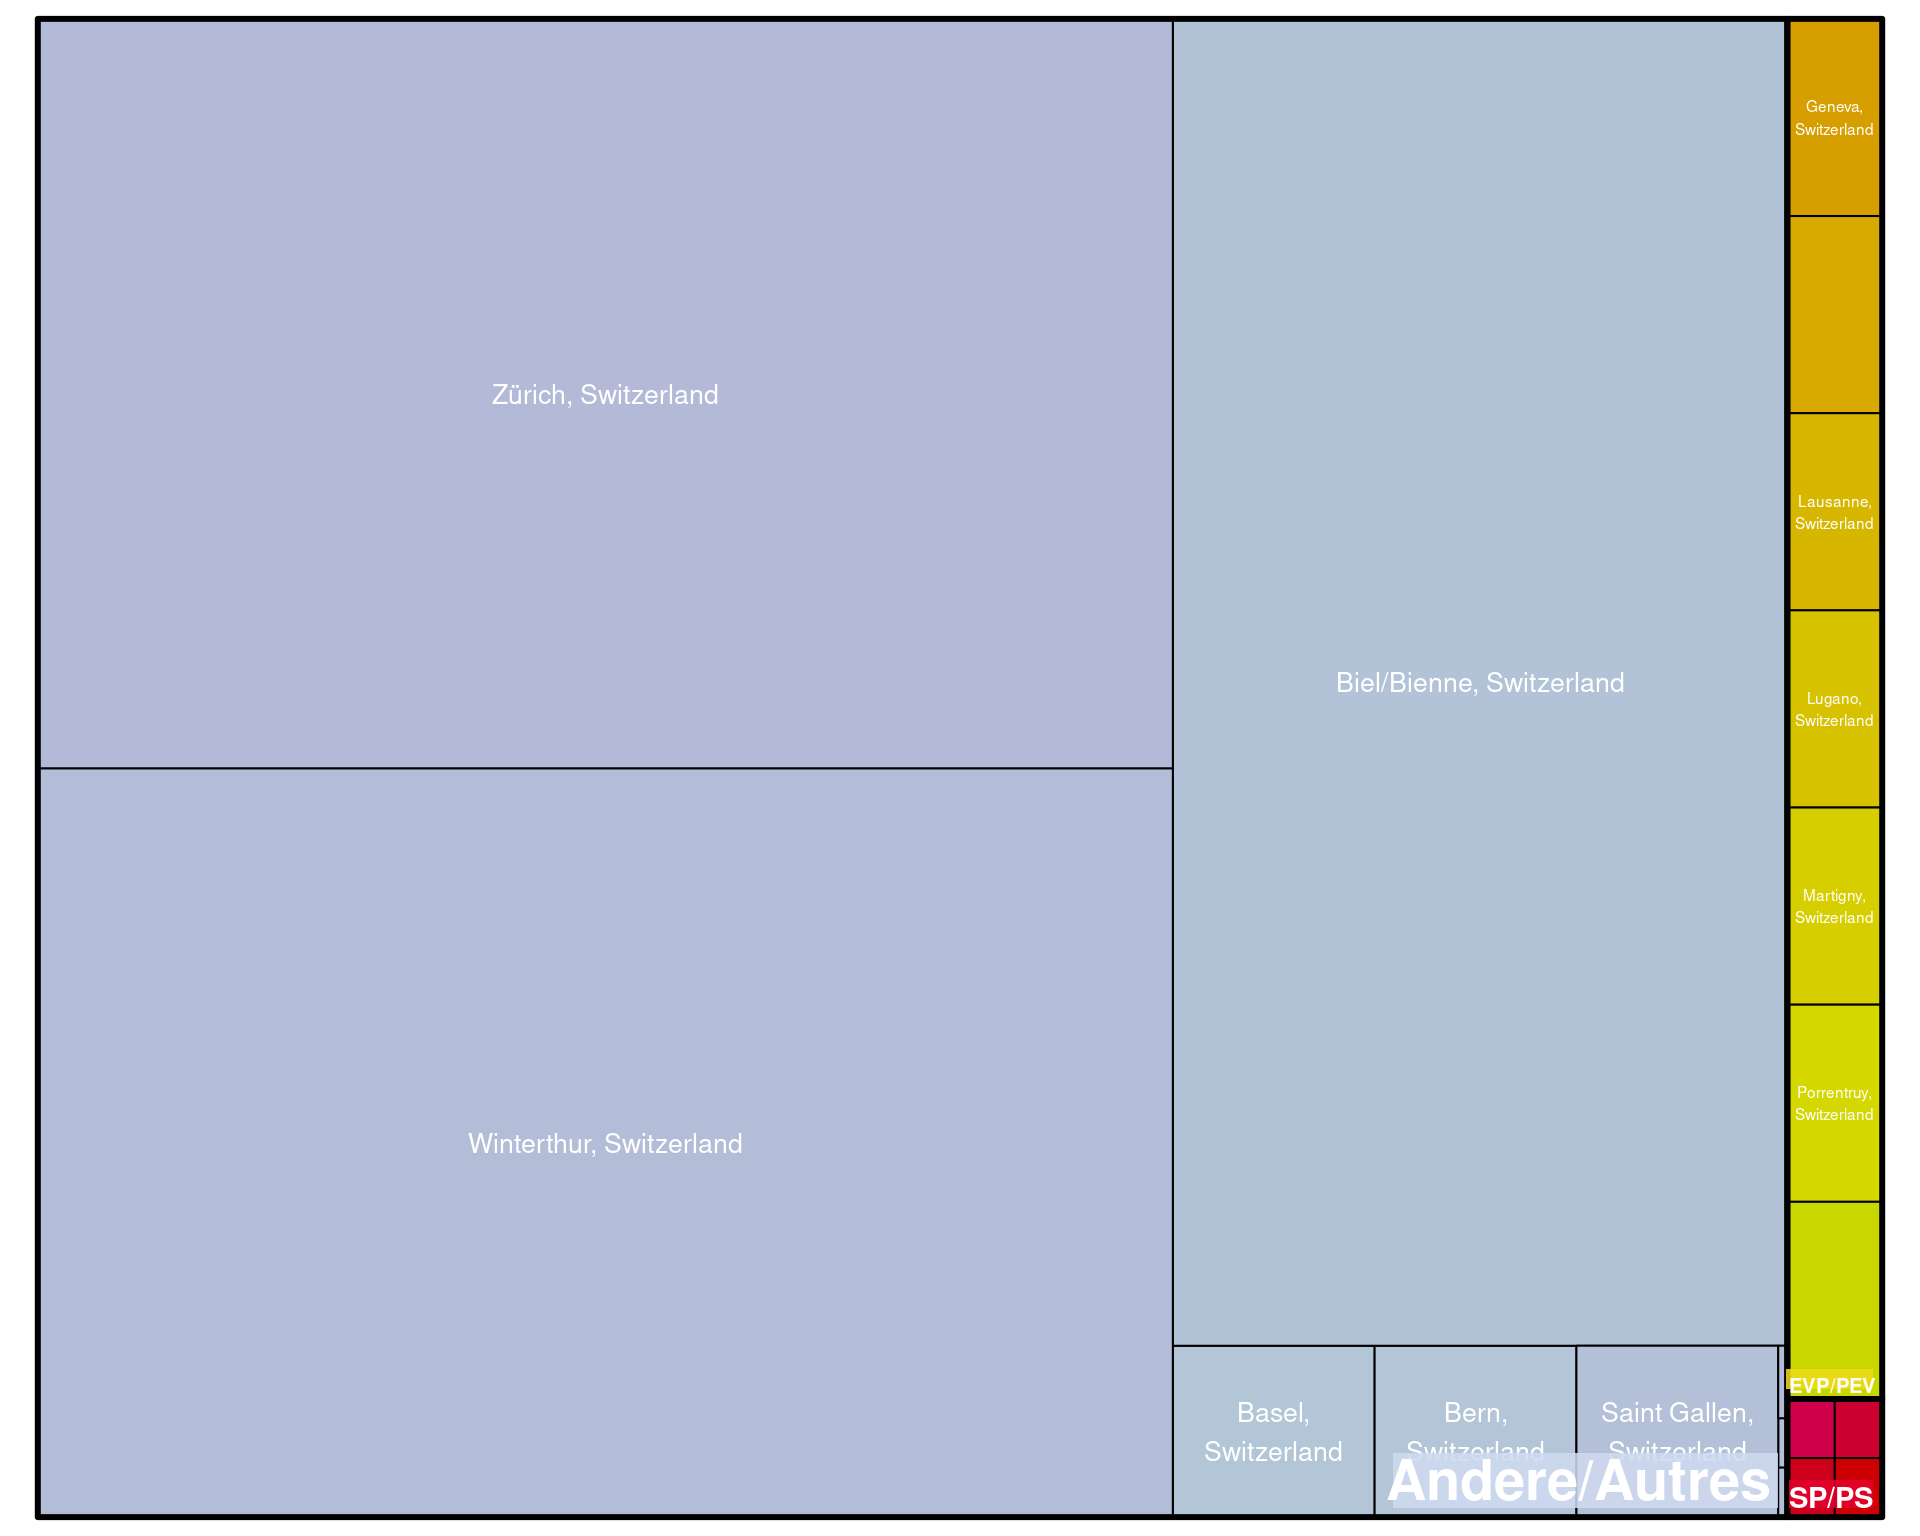 Zürich, Switzerland
Winterthur, Switzerland
Biel/Bienne, Switzerland
Basel,
Switzerland
Bern,
Switzerland
Saint Gallen,
Switzerland
Andere/Autres
Geneva,
Switzerland
Lausanne,
Switzerland
Lugano,
Switzerland
Martigny,
Switzerland
Porrentruy,
Switzerland
EVP/PEV
SP/PS